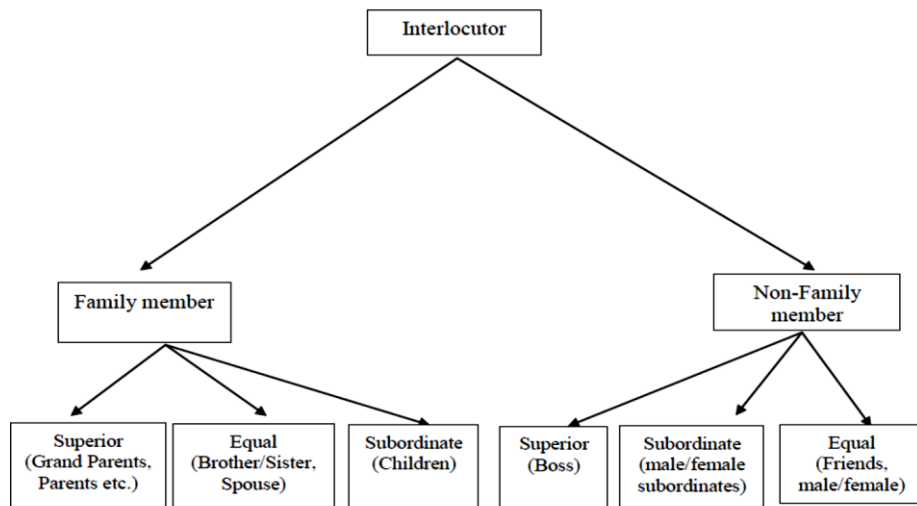 Interlocutor
Family member
Non-Family
member
Superior
(Grand Parents,
Parents etc.)
Equal
(Brother/Sister,
Spouse)
Subordinate
(Children)
Superior
(Boss)
Subordinate
(male/female
subordinates)
Equal
(Friends,
male/female)